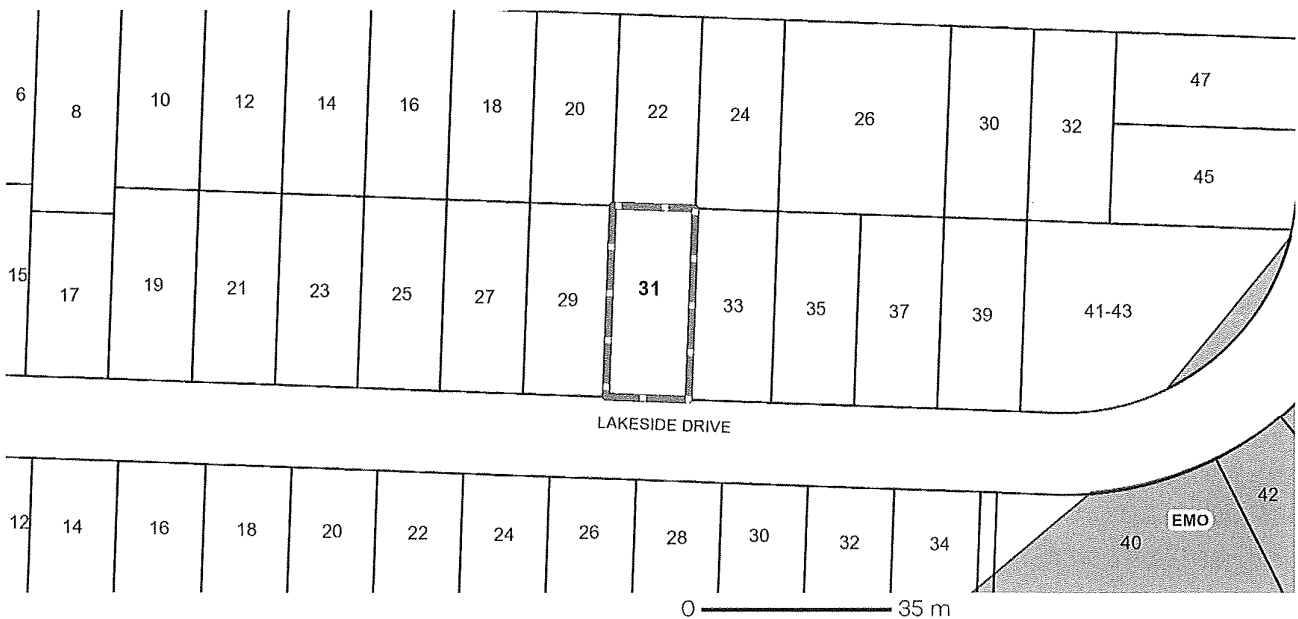 6 8 10 12 14 16 18 20 22 24 26 30 32 47
45
15 17 19 21 23 25 27 29 31 33 35 37 39 41-43
LAKESIDE DRIVE
12 14 16 18 20 22 24 26 28 30 32 34 40 42
EMO
0 35 m